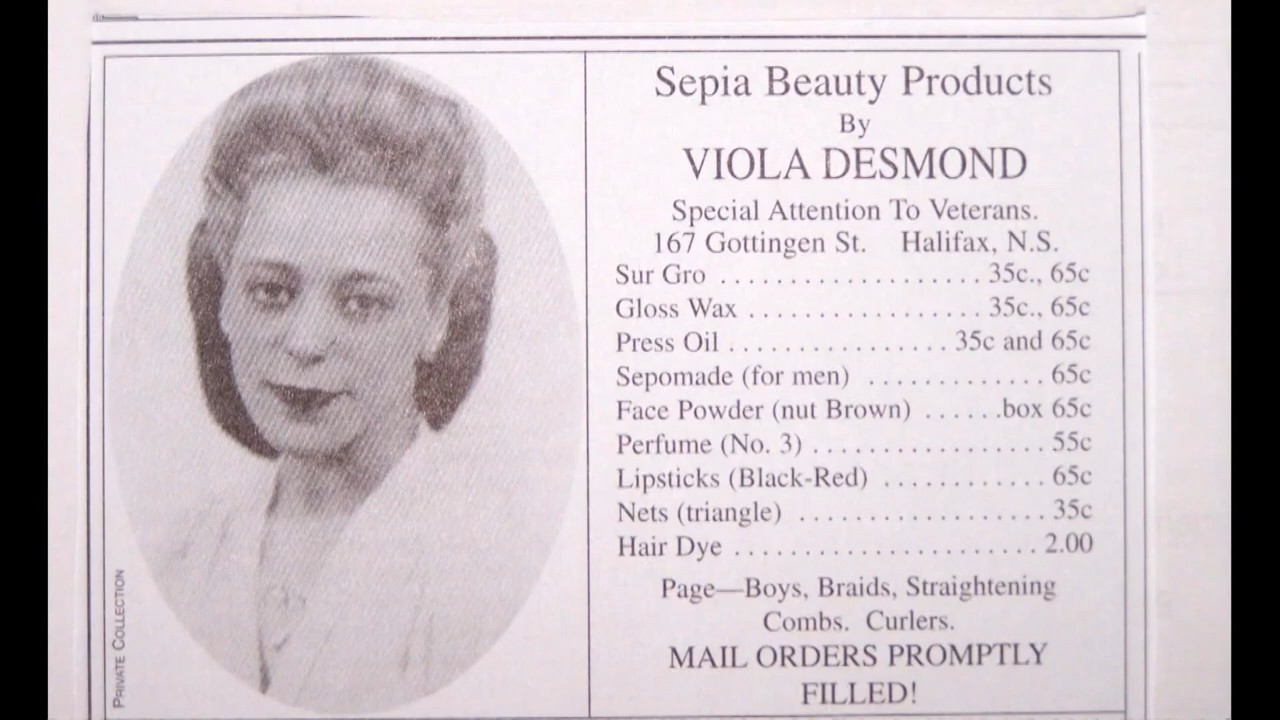 PRIVATE COLLECTION
Sepia Beauty Products
By
VIOLA DESMOND
Special Attention To Veterans.
167 Gottingen St. Halifax, N.S.
Sur Gro . . . . . . . . . . . . . . . . . . . 35c., 65c
Gloss Wax . . . . . . . . . . . . . . . . . 35c., 65c
Press Oil . . . . . . . . . . . . . . . . 35c and 65c
Sepomade (for men) . . . . . . . . . . . . . 65c
Face Powder (nut Brown) . . . . . .box 65c
Perfume (No. 3) . . . . . . . . . . . . . . . . . 55c
Lipsticks (Black-Red) . . . . . . . . . . . . 65c
Nets (triangle) . . . . . . . . . . . . . . . . . . 35c
Hair Dye . . . . . . . . . . . . . . . . . . . . . . 2.00
Page—Boys, Braids, Straightening
Combs. Curlers.
MAIL ORDERS PROMPTLY
FILLED!